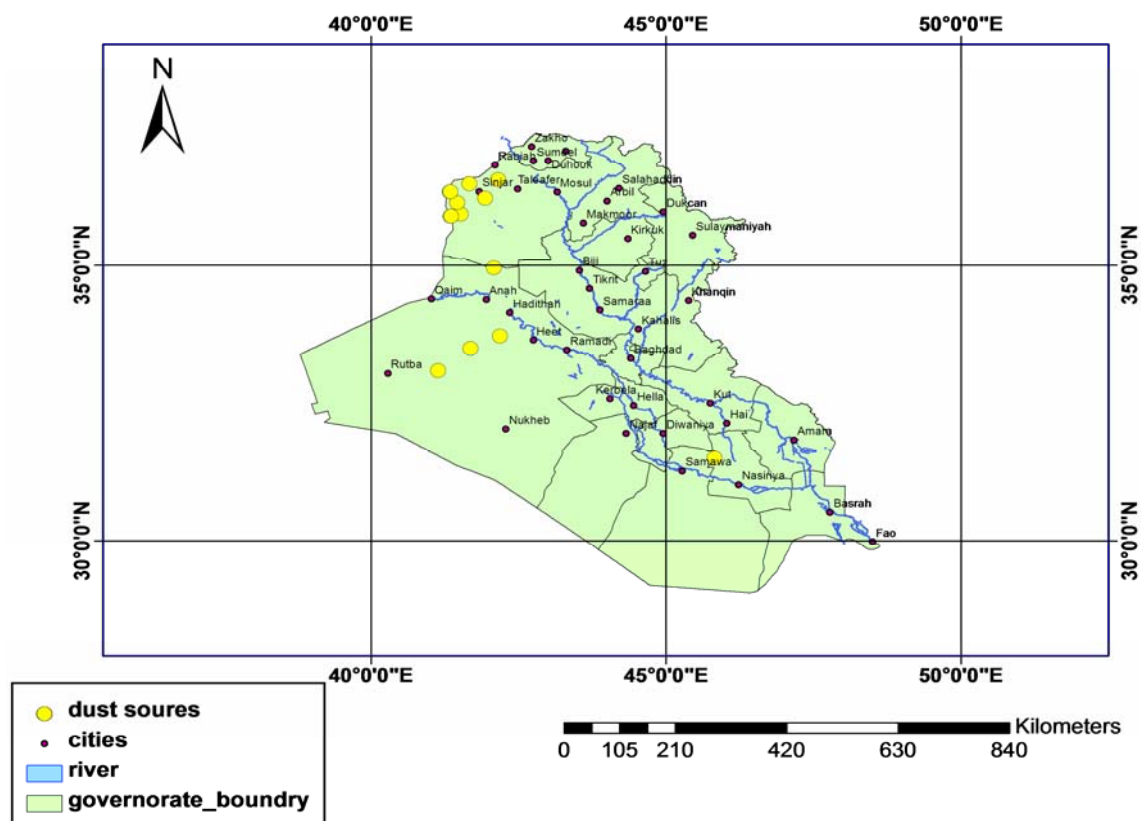 40°0'0"E 45°0'0"E 50°0'0"E
N
Zakho
Sumeel
Rabiah Duhouk
Sinjar Talaafer Mosul Salahaddin
Arbil
Dukcan
Makmoor
Kirkuk Sulaymaniyah
35°0'0"N 35°0'0"N
Biji Tuz
Tikrit
Qaim Anah Khanqin
Hadithah Samaraa
Kahalis
Heet
Ramadi Baghdad
Rutba
Kerbela
Hella Kut
Hai
Nukheb Najaf Diwaniya
Amam
Samawa
Nasiriya
Basrah
30°0'0"N 30°0'0"N
Fao
40°0'0"E 45°0'0"E 50°0'0"E
dust soures
cities
river
governorate_boundry
Kilometers
0 105 210 420 630 840